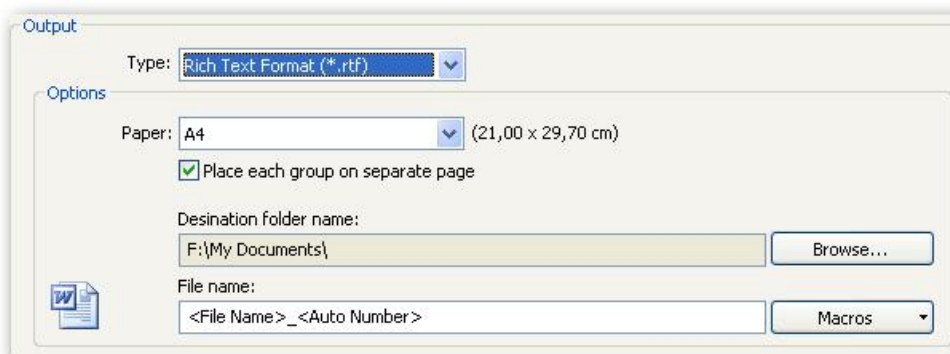 Output
Type: Rich Text Format (*.rtf)
Options
Paper: A4 (21,00 x 29,70 cm)
Place each group on separate page
Desination folder name:
F:\My Documents\ Browse...
File name:
<File Name>_<Auto Number> Macros